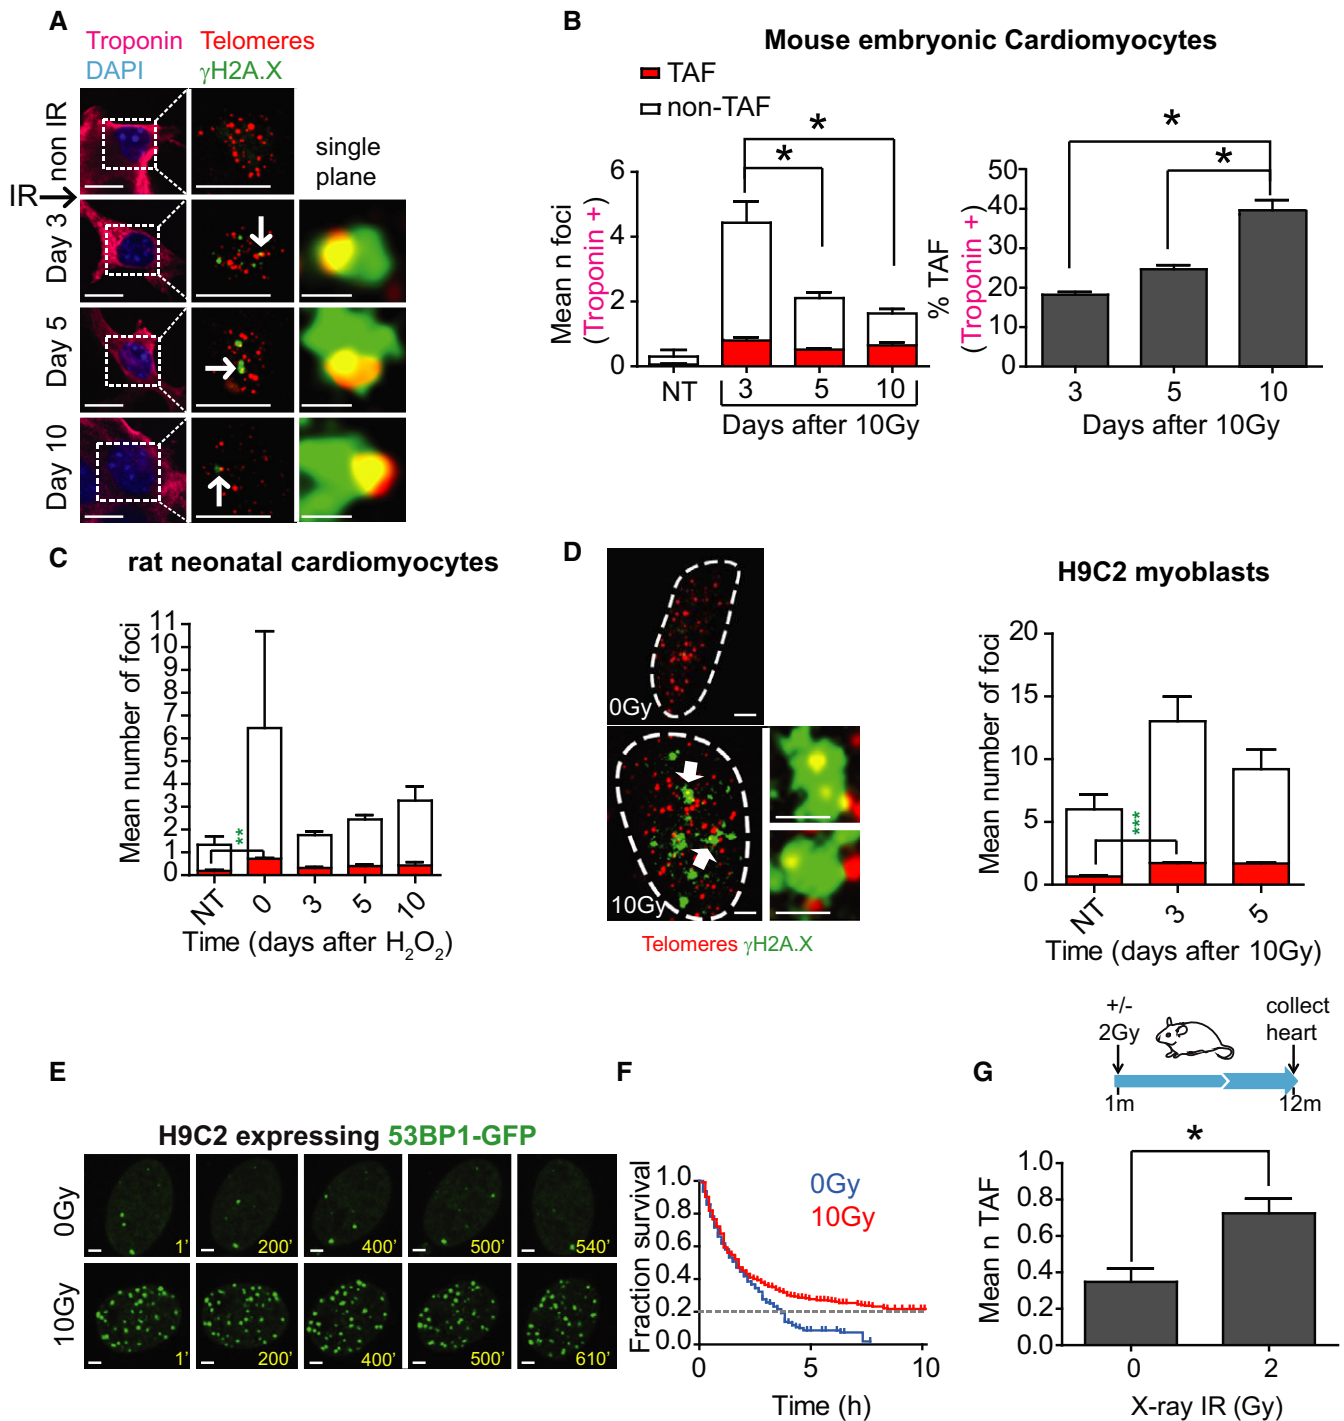 A
Troponin Telomeres
DAPI γH2A.X
non IR
IR
Day 3
Day 5
Day 10
single
plane
B
Mouse embryonic Cardiomyocytes
TAF
non-TAF
Mean n foci
(Troponin +)
6
4
2
0
*
*
NT 3 5 10
Days after 10Gy
% TAF
(Troponin +)
50
40
30
20
10
0
*
*
3 5 10
Days after 10Gy
C
rat neonatal cardiomyocytes
Mean number of foci
11
10
9
8
7
6
5
4
3
2
1
0
**
NT 0 3 5 10
Time (days after H2O2)
D
0Gy
10Gy
Telomeres γH2A.X
H9C2 myoblasts
Mean number of foci
20
15
10
5
0
***
NT 3 5
Time (days after 10Gy)
E
H9C2 expressing 53BP1-GFP
0Gy
1' 200' 400' 500' 540'
10Gy
1' 200' 400' 500' 610'
F
Fraction survival
1.0
0.8
0.6
0.4
0.2
0.0
0Gy
10Gy
0 5 10
Time (h)
G
+/-
2Gy
collect
heart
1m 12m
Mean n TAF
1.0
0.8
0.6
0.4
0.2
0.0
*
0 2
X-ray IR (Gy)